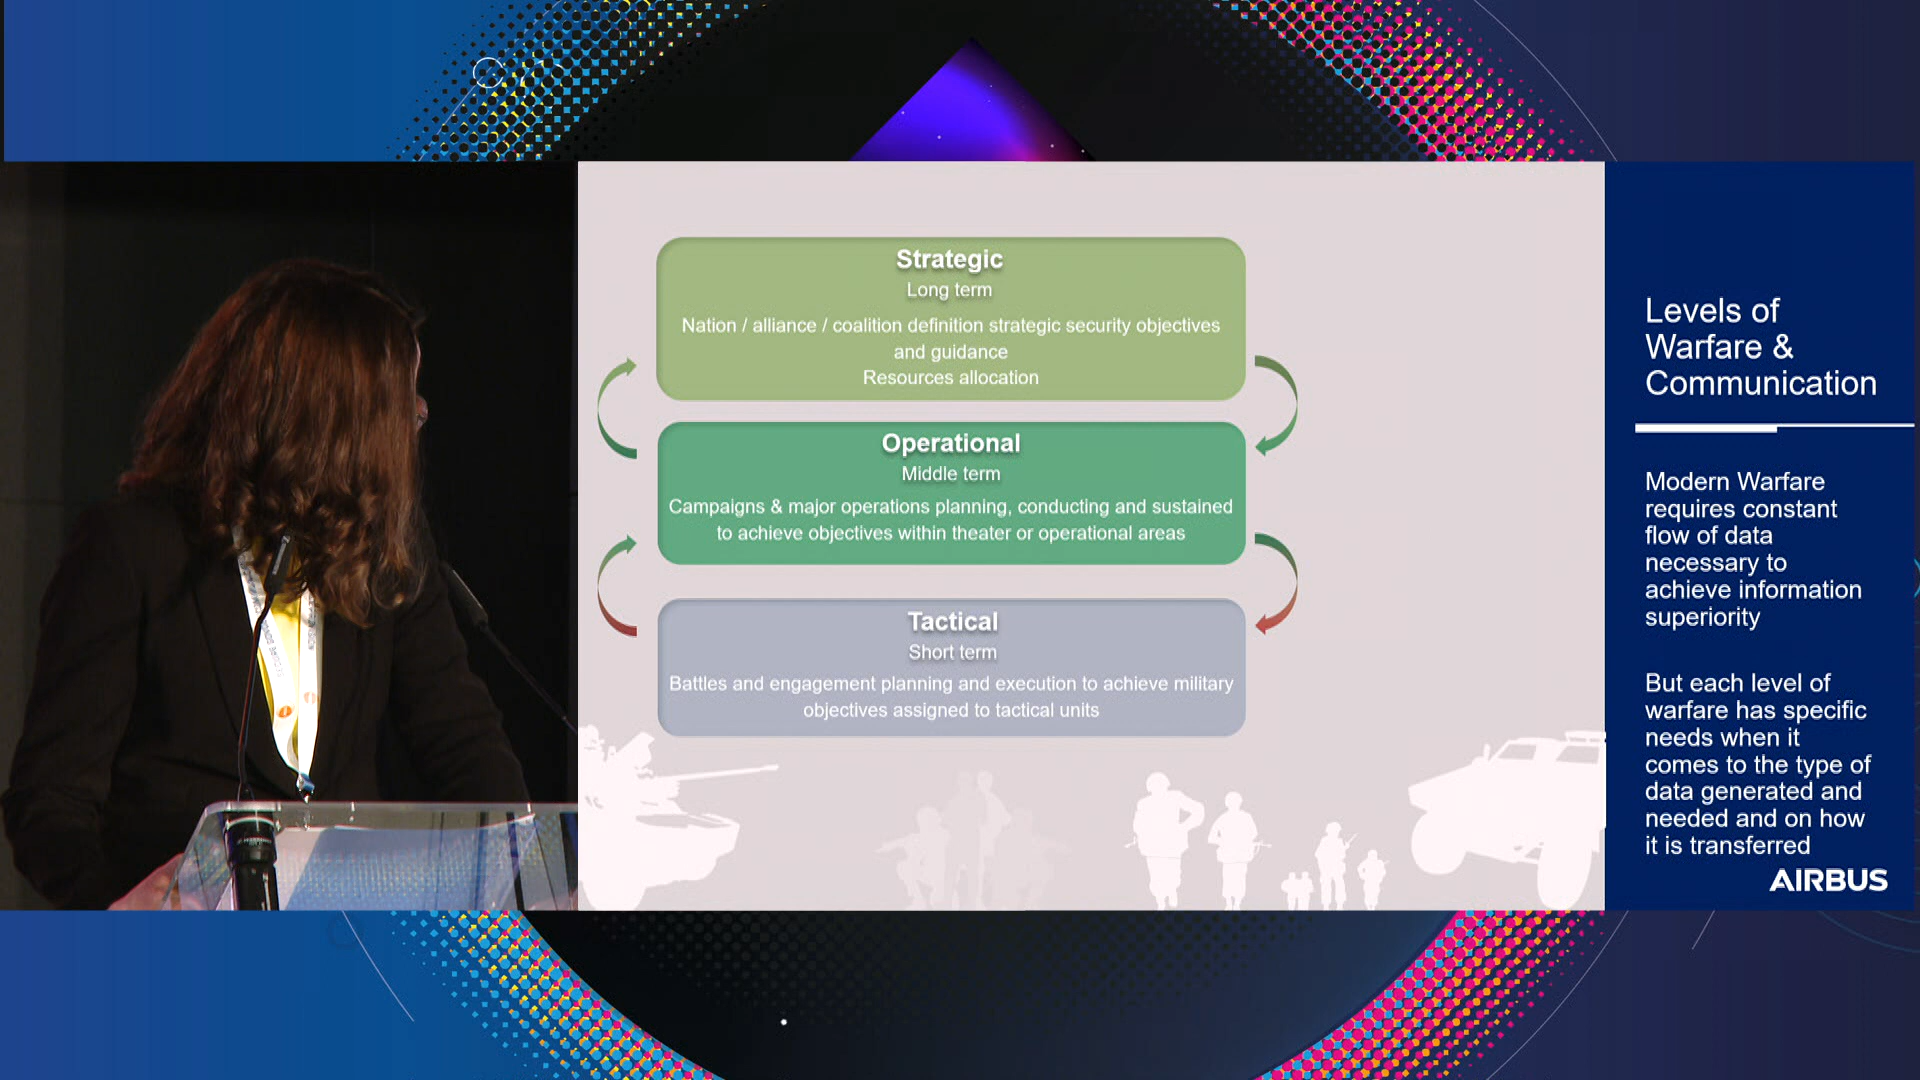 Strategic
Long term
Nation / alliance / coalition definition strategic security objectives
and guidance
Resources allocation
Operational
Middle term
Campaigns & major operations planning, conducting and sustained
to achieve objectives within theater or operational areas
Tactical
Short term
Battles and engagement planning and execution to achieve military
objectives assigned to tactical units
Levels of
Warfare &
Communication
Modern Warfare
requires constant
flow of data
necessary to
achieve information
superiority
But each level of
warfare has specific
needs when it
comes to the type of
data generated and
needed and on how
it is transferred
AIRBUS